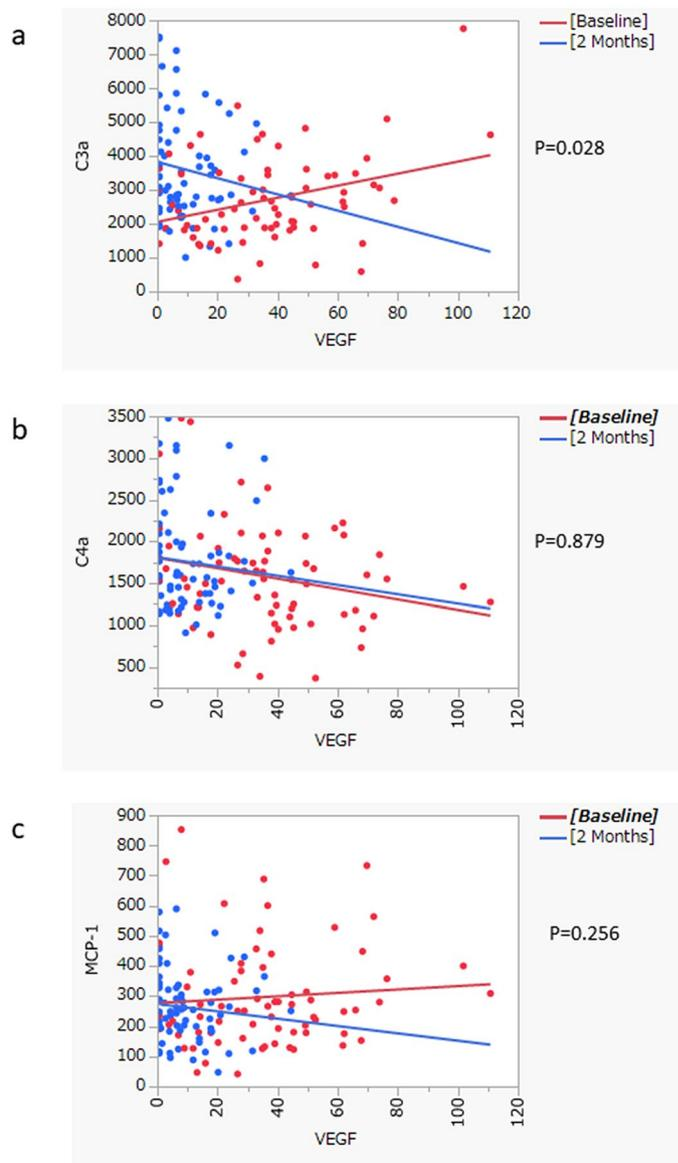 a
8000
[Baseline]
[2 Months]
7000
6000
5000
C3a
4000
P=0.028
3000
2000
1000
0
0 20 40 60 80 100 120
VEGF
b
3500
[Baseline]
[2 Months]
3000
2500
C4a
2000
P=0.879
1500
1000
500
0 20 40 60 80 100 120
VEGF
c
900
[Baseline]
[2 Months]
800
700
600
MCP-1
500
P=0.256
400
300
200
100
0
0 20 40 60 80 100 120
VEGF